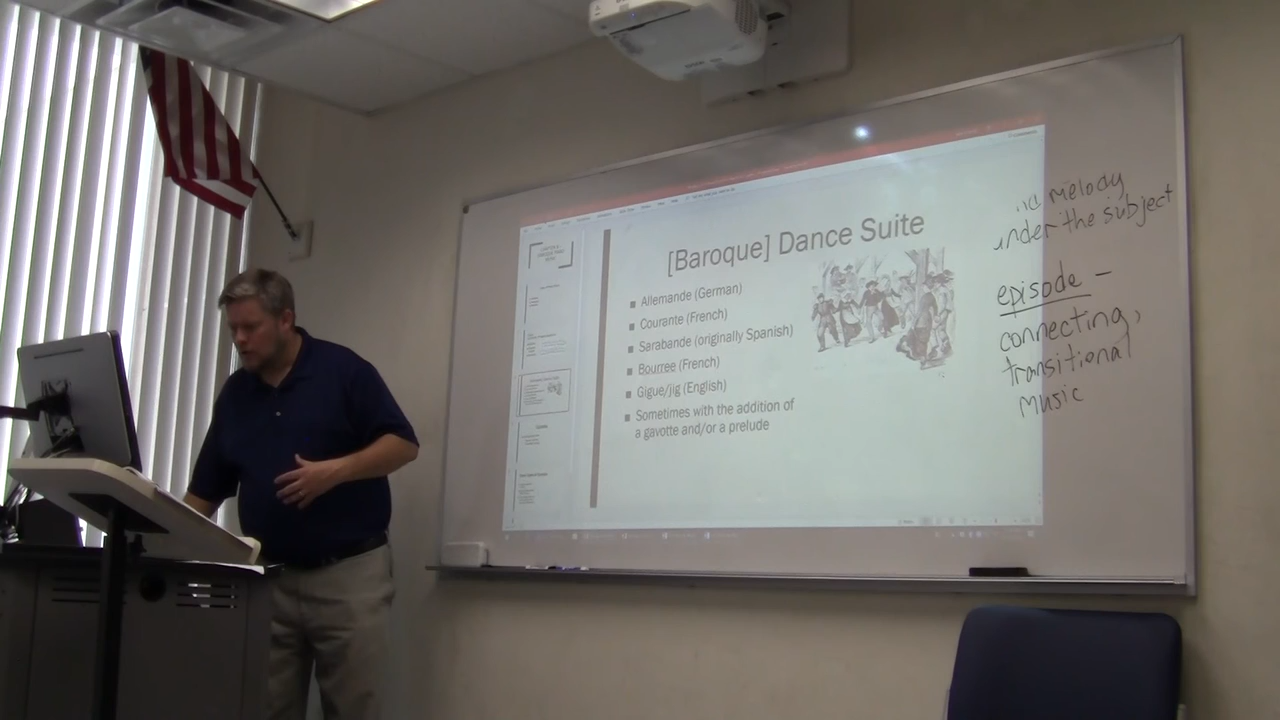 [Baroque] Dance Suite
Allemande (German)
Courante (French)
Sarabande (originally Spanish)
Bourree (French)
Gigue/jig (English)
Sometimes with the addition of
a gavotte and/or a prelude
melody
under the subject
episode –
connecting,
transitional
music